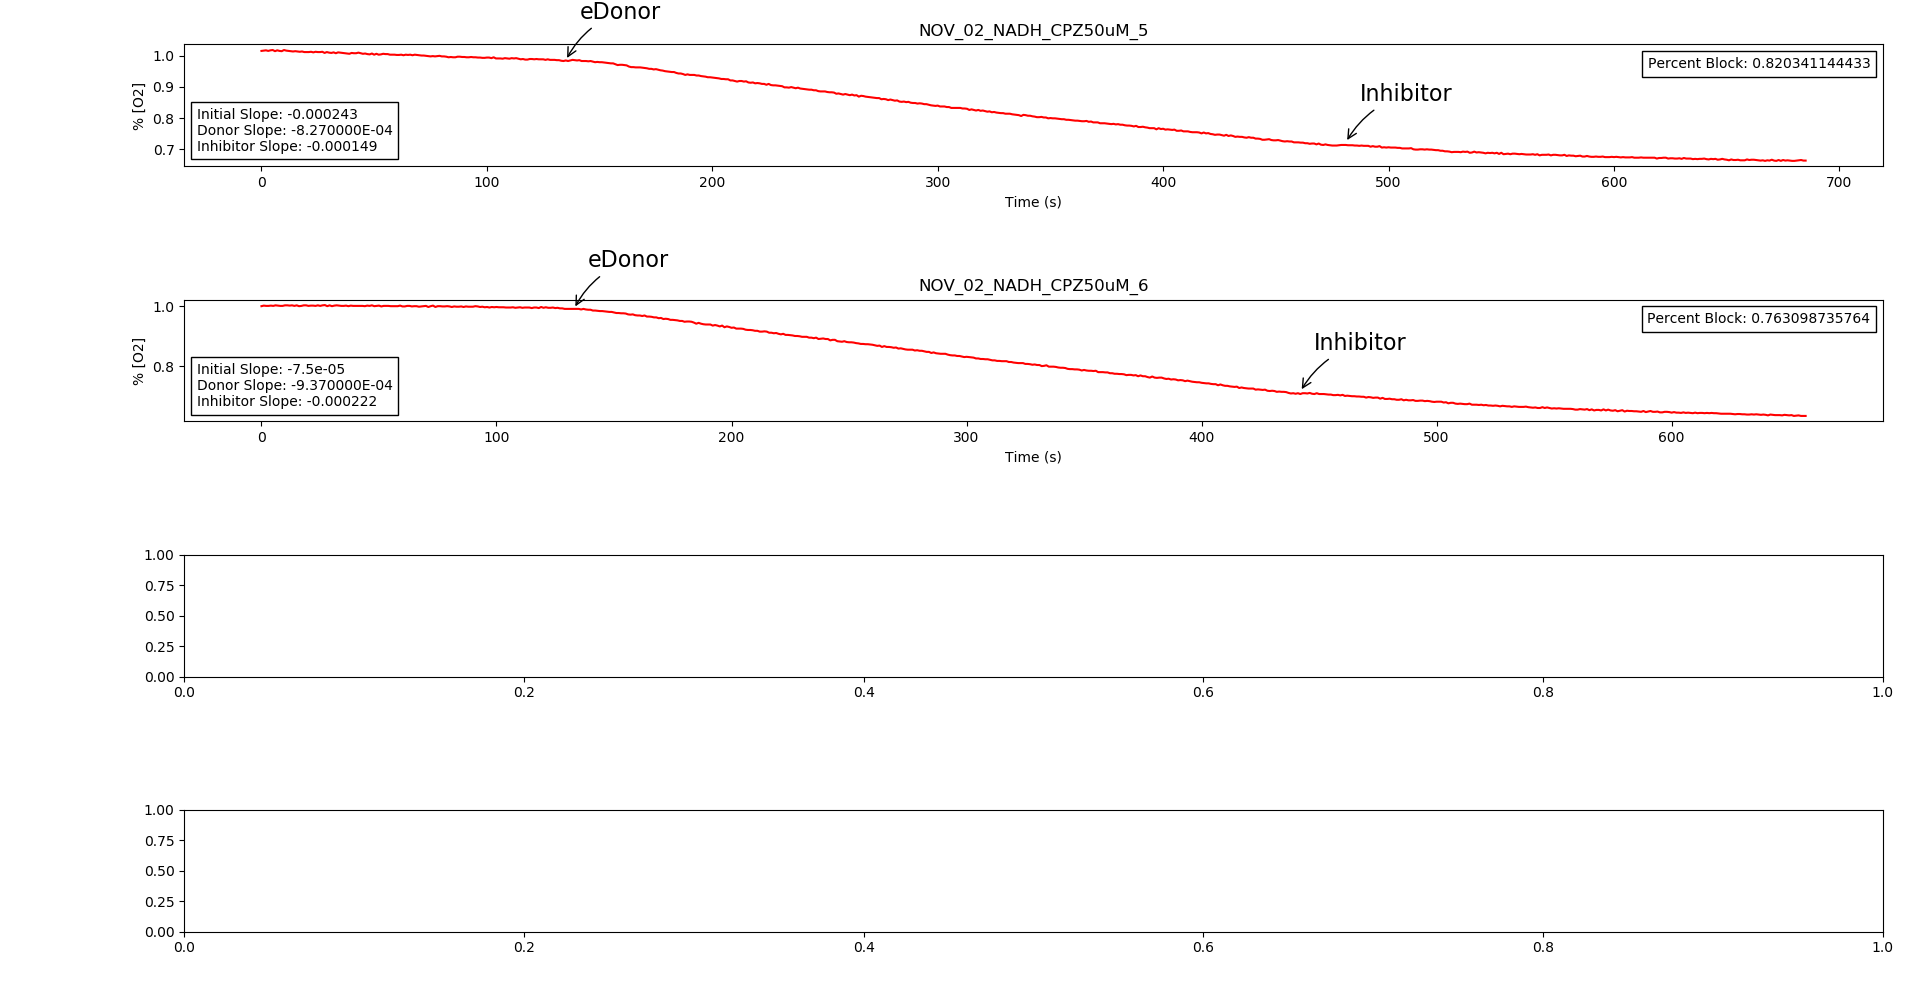 eDonor
NOV_02_NADH_CPZ50uM_5
Percent Block: 0.820341144433
Inhibitor
% [O2]
1.0
0.9
0.8
0.7
Initial Slope: -0.000243
Donor Slope: -8.270000E-04
Inhibitor Slope: -0.000149
0 100 200 300 400 500 600 700
Time (s)
eDonor
NOV_02_NADH_CPZ50uM_6
Percent Block: 0.763098735764
Inhibitor
% [O2]
1.0
0.8
Initial Slope: -7.5e-05
Donor Slope: -9.370000E-04
Inhibitor Slope: -0.000222
0 100 200 300 400 500 600
Time (s)
1.00
0.75
0.50
0.25
0.00
0.0 0.2 0.4 0.6 0.8 1.0
1.00
0.75
0.50
0.25
0.00
0.0 0.2 0.4 0.6 0.8 1.0